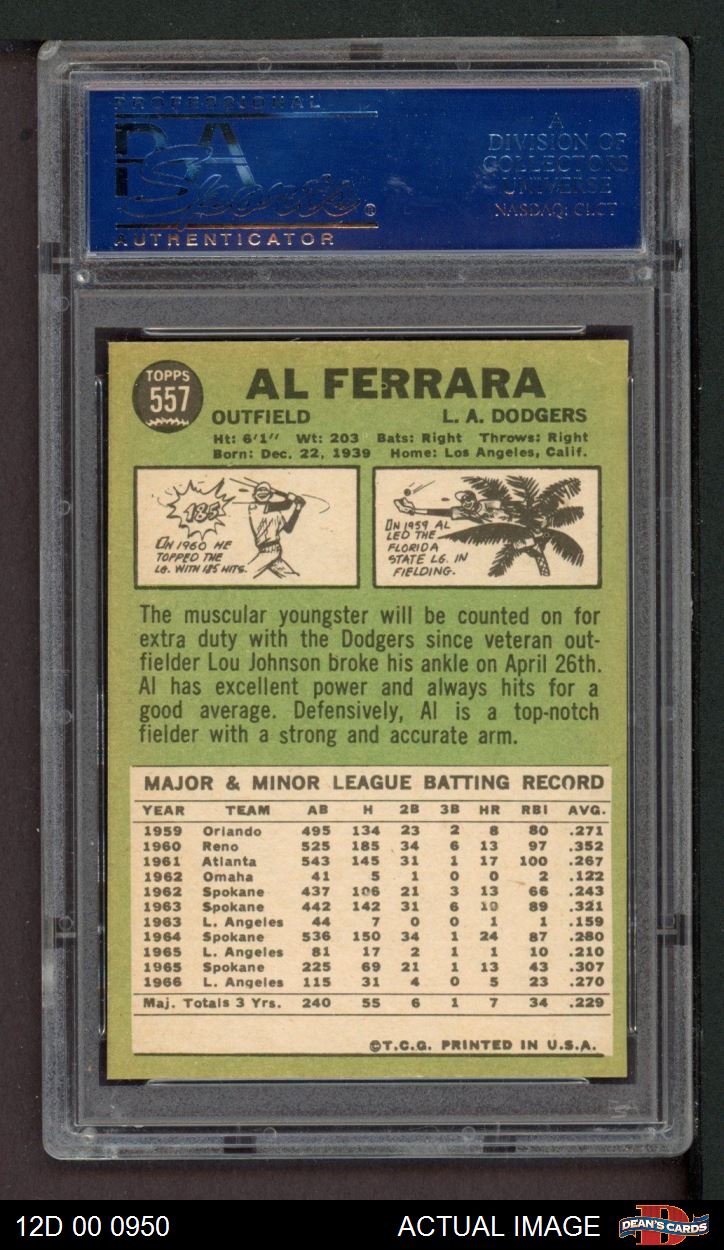 PROFESSIONAL
PSA
Sports ®
AUTHENTICATOR
A
DIVISION OF
COLLECTORS
UNIVERSE
NASDAQ: CLCT
TOPPS
557
AL FERRARA
OUTFIELD L. A. DODGERS
Ht: 6'1" Wt: 203 Bats: Right Throws: Right
Born: Dec. 22, 1939 Home: Los Angeles, Calif.
185
IN 1960 HE
TOPPED THE
LG. WITH 185 HITS.
IN 1959 AL
LED THE
FLORIDA
STATE LG. IN
FIELDING.
The muscular youngster will be counted on for
extra duty with the Dodgers since veteran out-
fielder Lou Johnson broke his ankle on April 26th.
Al has excellent power and always hits for a
good average. Defensively, Al is a top-notch
fielder with a strong and accurate arm.
MAJOR & MINOR LEAGUE BATTING RECORD
YEAR TEAM AB H 2B 3B HR RBI AVG.
1959 Orlando 495 134 23 2 8 80 .271
1960 Reno 525 185 34 6 13 97 .352
1961 Atlanta 543 145 31 1 17 100 .267
1962 Omaha 41 5 1 0 0 2 .122
1962 Spokane 437 106 21 3 13 66 .243
1963 Spokane 442 142 31 6 19 89 .321
1963 L. Angeles 44 7 0 0 1 1 .159
1964 Spokane 536 150 34 1 24 87 .280
1965 L. Angeles 81 17 2 1 1 10 .210
1965 Spokane 225 69 21 1 13 43 .307
1966 L. Angeles 115 31 4 0 5 23 .270
Maj. Totals 3 Yrs. 240 55 6 1 7 34 .229
©T.C.G. PRINTED IN U.S.A.
12D 00 0950 ACTUAL IMAGE DEAN'S CARDS